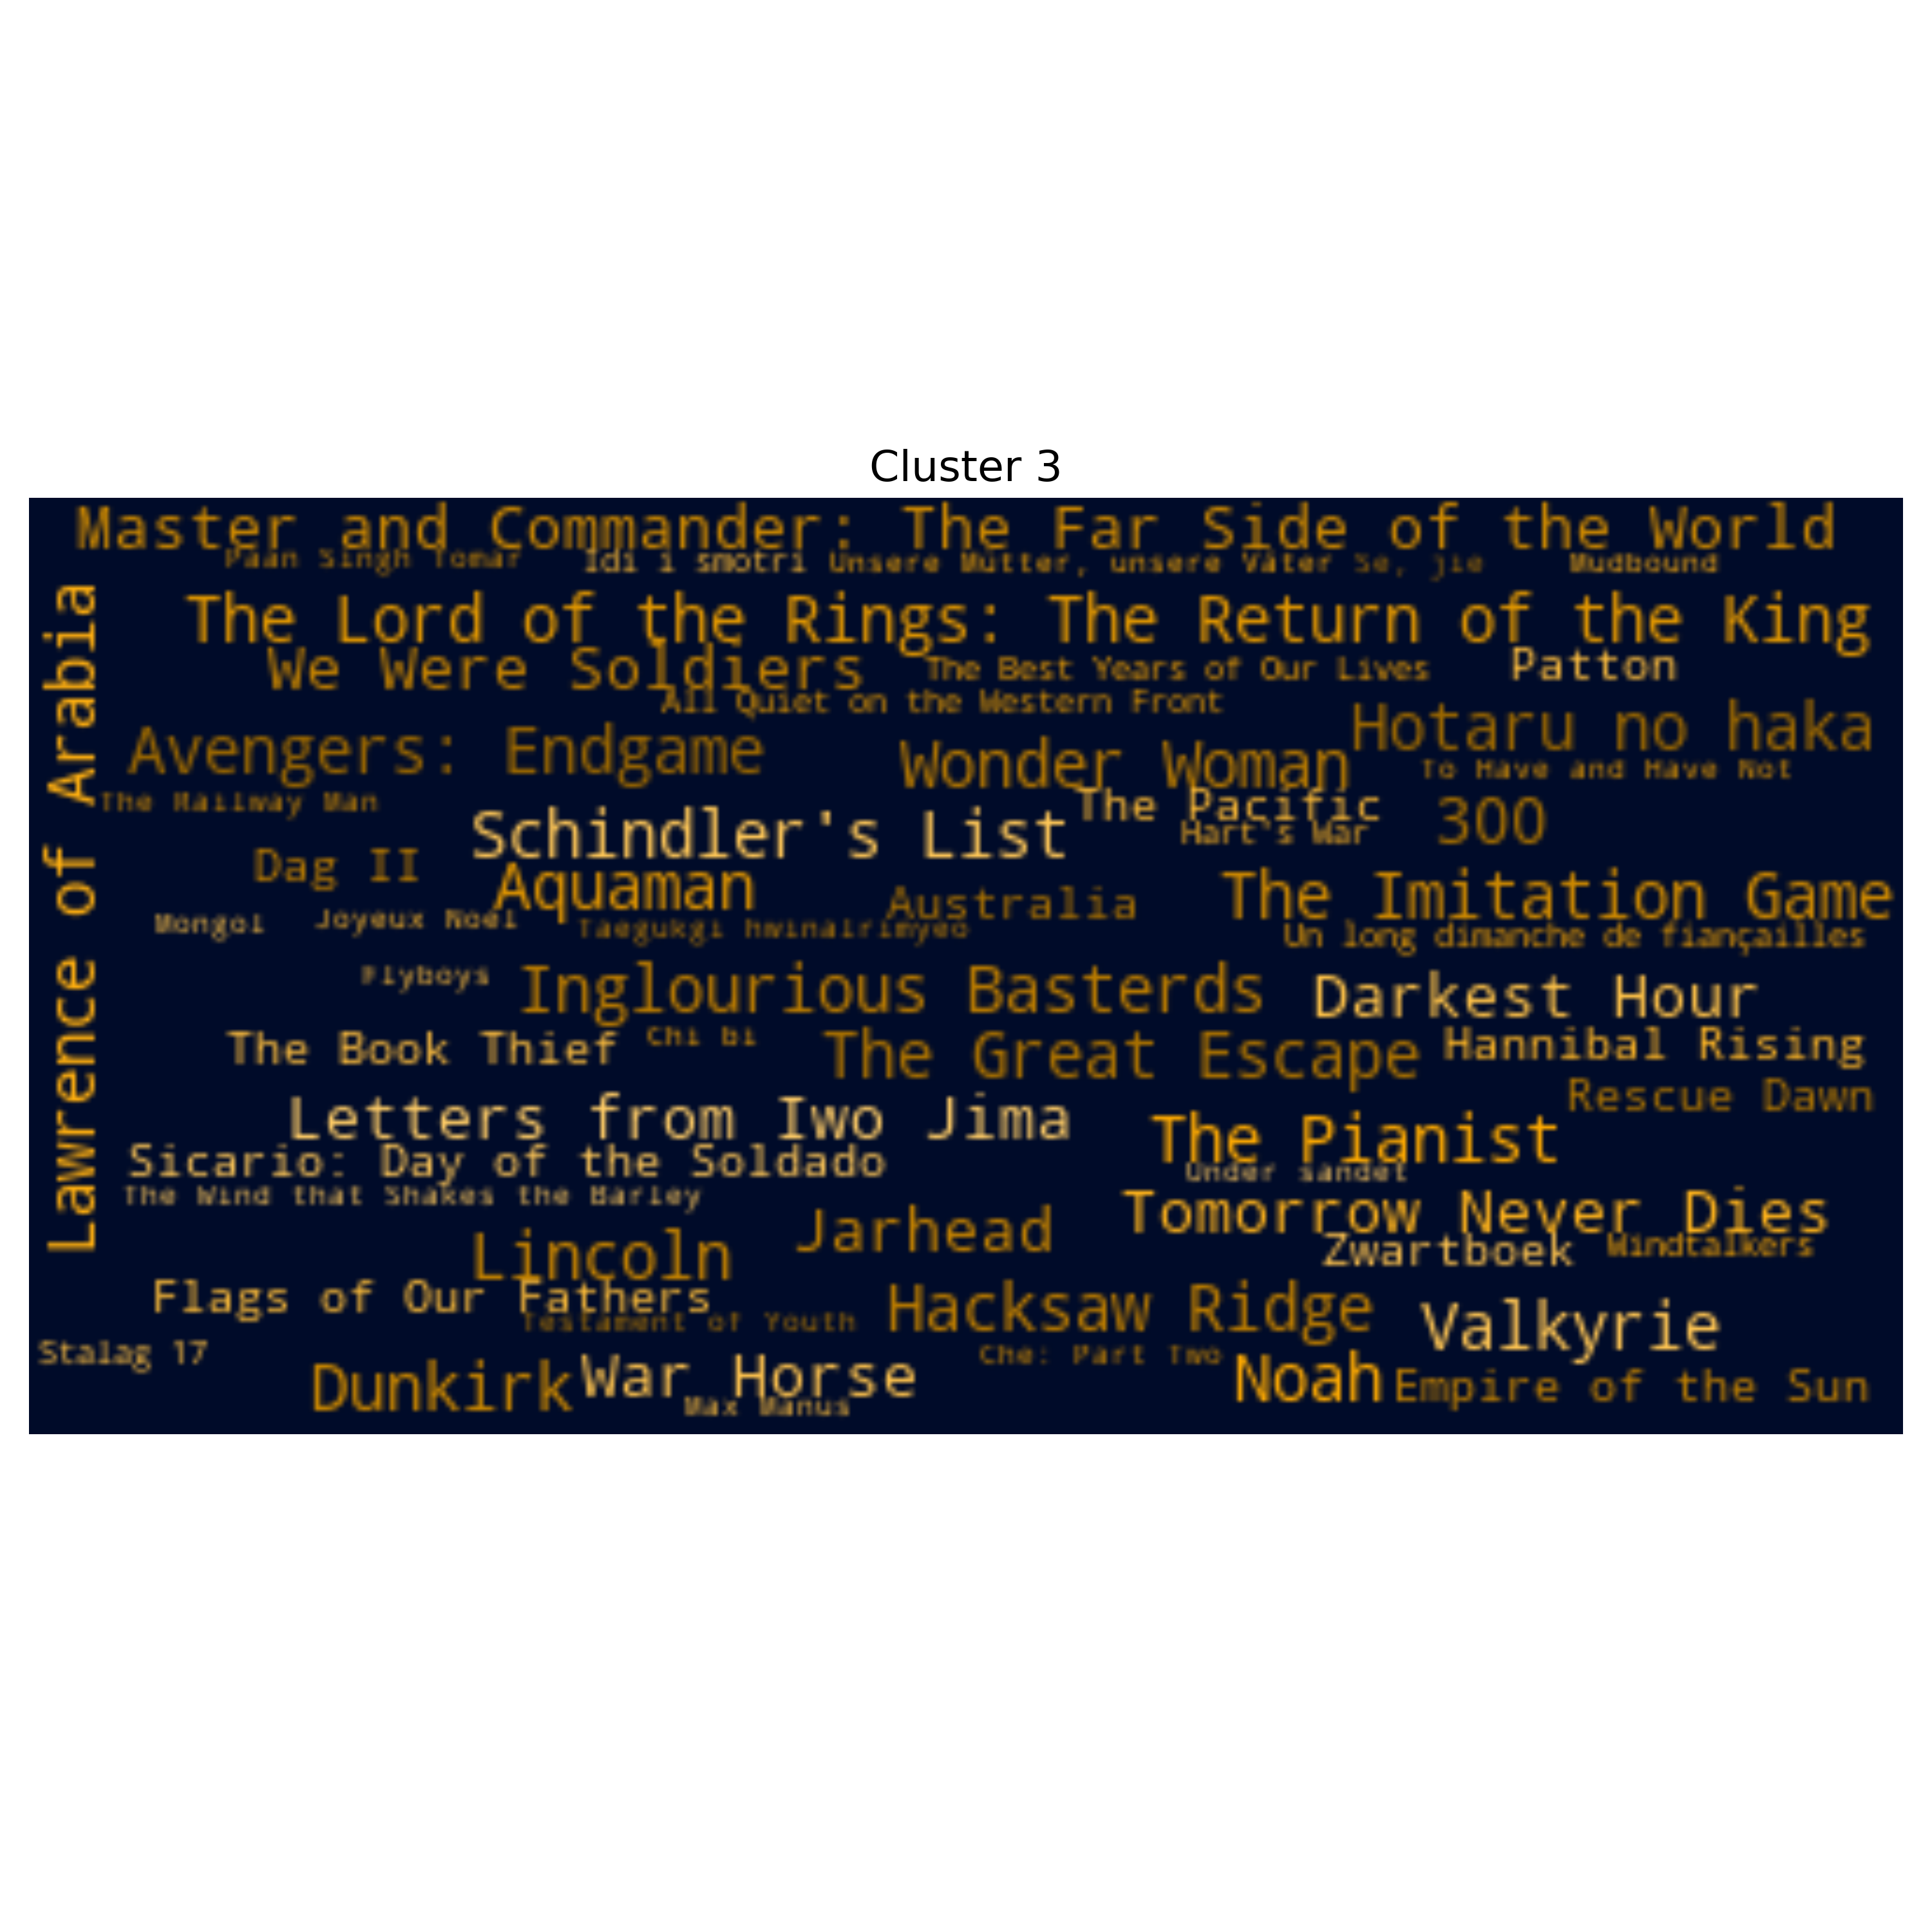 Cluster 3
Master and Commander: The Far Side of the World
Paan Singh Tomar
Idi i smotri
Unsere Mütter, unsere Väter
Se, jie
Mudbound
Lawrence of Arabia
The Lord of the Rings: The Return of the King
We Were Soldiers
The Best Years of Our Lives
Patton
All Quiet on the Western Front
Hotaru no haka
Avengers: Endgame
Wonder Woman
To Have and Have Not
The Railway Man
Schindler's List
The Pacific
Hart's War
300
Dag II
Aquaman
Australia
The Imitation Game
Mongol
Joyeux Noël
Taegukgi hwinalrimyeo
Un long dimanche de fiançailles
Flyboys
Inglourious Basterds
Darkest Hour
The Book Thief
Chi bi
The Great Escape
Hannibal Rising
Rescue Dawn
Letters from Iwo Jima
The Pianist
Sicario: Day of the Soldado
Under sandet
The Wind that Shakes the Barley
Jarhead
Tomorrow Never Dies
Lincoln
Zwartboek
Windtalkers
Flags of Our Fathers
Testament of Youth
Hacksaw Ridge
Valkyrie
Stalag 17
Che: Part Two
Dunkirk
War Horse
Max Manus
Noah
Empire of the Sun